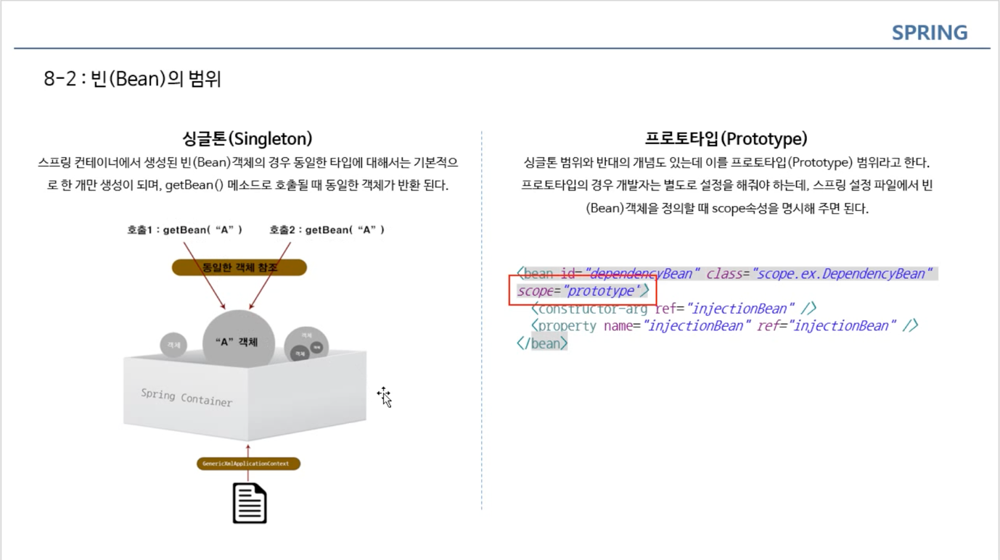 SPRING
8-2 : 빈(Bean)의 범위
싱글톤(Singleton)
스프링 컨테이너에서 생성된 빈(Bean)객체의 경우 동일한 타입에 대해서는 기본적으
로 한 개만 생성이 되며, getBean() 메소드로 호출될 때 동일한 객체가 반환 된다.
호출1 : getBean( “A” )
호출2 : getBean( “A” )
동일한 객체 참조
객체
“A” 객체
객체
객체
객체
Spring Container
GenericXmlApplicationContext
프로토타입(Prototype)
싱글톤 범위와 반대의 개념도 있는데 이를 프로토타입(Prototype) 범위라고 한다.
프로토타입의 경우 개발자는 별도로 설정을 해줘야 하는데, 스프링 설정 파일에서 빈
(Bean)객체을 정의할 때 scope속성을 명시해 주면 된다.
<bean id="dependencyBean" class="scope.ex.DependencyBean"
scope="prototype">
<constructor-arg ref="injectionBean" />
<property name="injectionBean" ref="injectionBean" />
</bean>